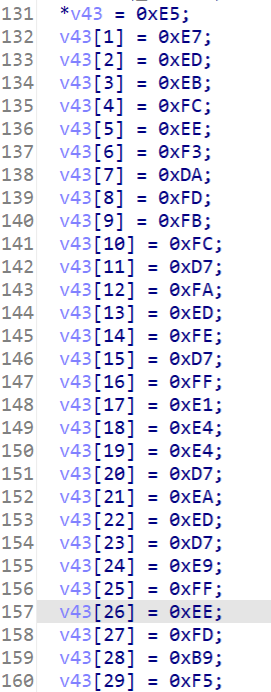 131 *v43 = 0xE5;
132 v43[1] = 0xE7;
133 v43[2] = 0xED;
134 v43[3] = 0xEB;
135 v43[4] = 0xFC;
136 v43[5] = 0xEE;
137 v43[6] = 0xF3;
138 v43[7] = 0xDA;
139 v43[8] = 0xFD;
140 v43[9] = 0xFB;
141 v43[10] = 0xFC;
142 v43[11] = 0xD7;
143 v43[12] = 0xFA;
144 v43[13] = 0xED;
145 v43[14] = 0xFE;
146 v43[15] = 0xD7;
147 v43[16] = 0xFF;
148 v43[17] = 0xE1;
149 v43[18] = 0xE4;
150 v43[19] = 0xE4;
151 v43[20] = 0xD7;
152 v43[21] = 0xEA;
153 v43[22] = 0xED;
154 v43[23] = 0xD7;
155 v43[24] = 0xE9;
156 v43[25] = 0xFF;
157 v43[26] = 0xEE;
158 v43[27] = 0xFD;
159 v43[28] = 0xB9;
160 v43[29] = 0xF5;